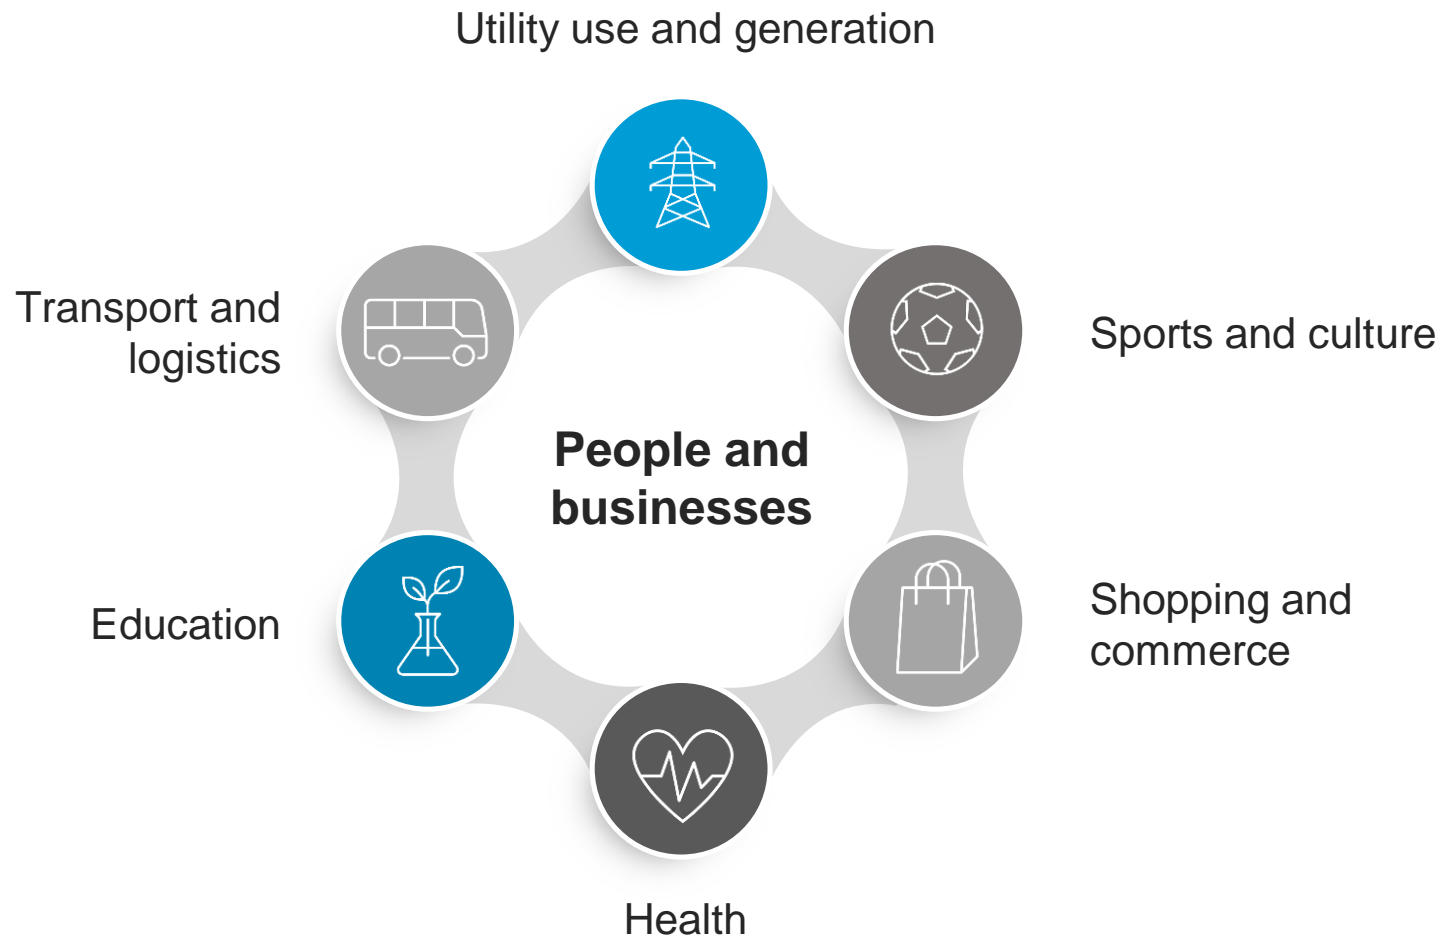 Utility use and generation
Transport and
logistics
Sports and culture
People and
businesses
Education
Shopping and
commerce
Health